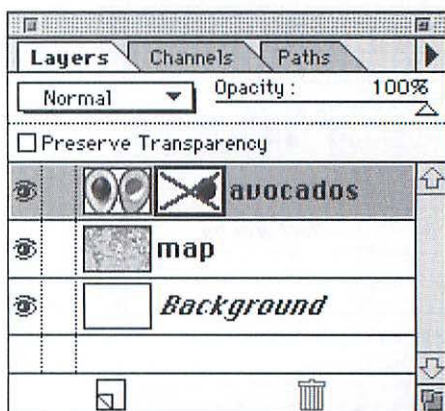 Layers Channels Paths
Normal Opacity: 100%
Preserve Transparency
avocados
map
Background